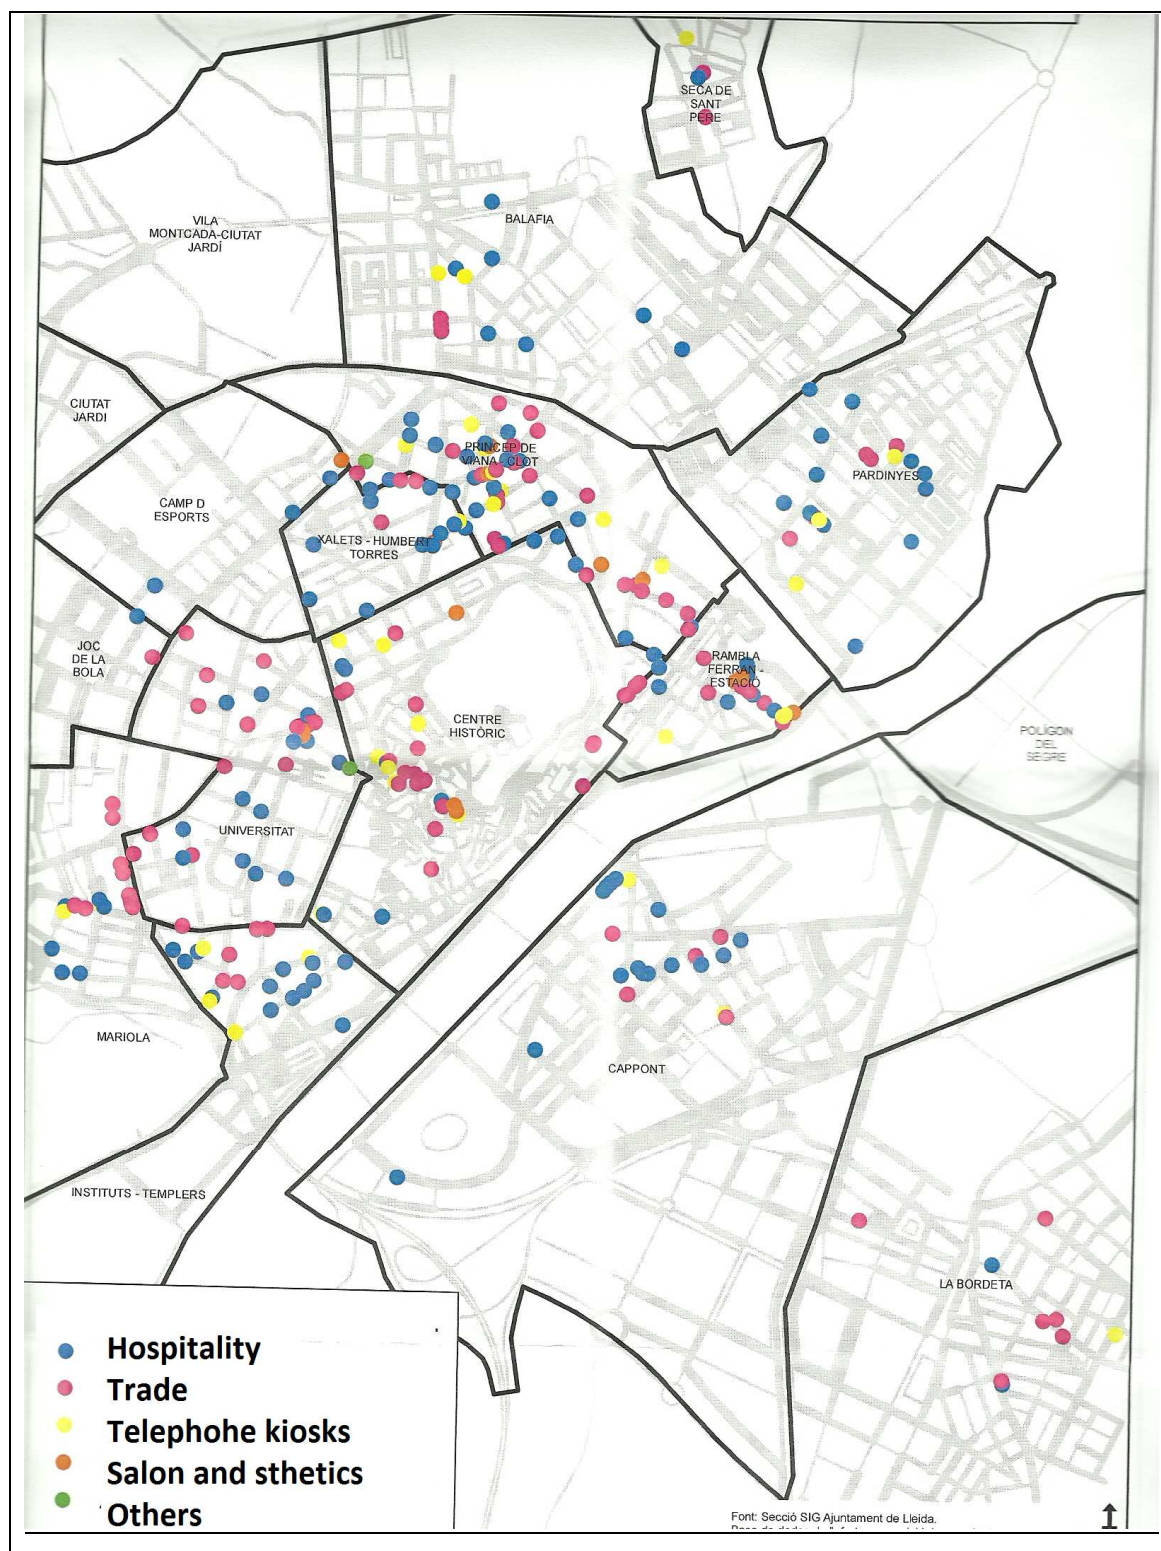 SECA DE
SANT
PERE
BALAFIA
VILA
MONTCADA-CIUTAT
JARDÍ
CIUTAT
JARDI
PRINCEP DE
VIANA - CLOT
PARDINYES
CAMP D
ESPORTS
XALETS - HUMBERT
TORRES
JOC
DE LA
BOLA
RAMBLA
FERRAN -
ESTACIÓ
CENTRE
HISTÒRIC
POLÍGON
DEL
SEGRE
UNIVERSITAT
MARIOLA
CAPPONT
INSTITUTS - TEMPLERS
LA BORDETA
Hospitality
Trade
Telephohe kiosks
Salon and sthetics
Others
Font: Secció SIG Ajuntament de Lleida.